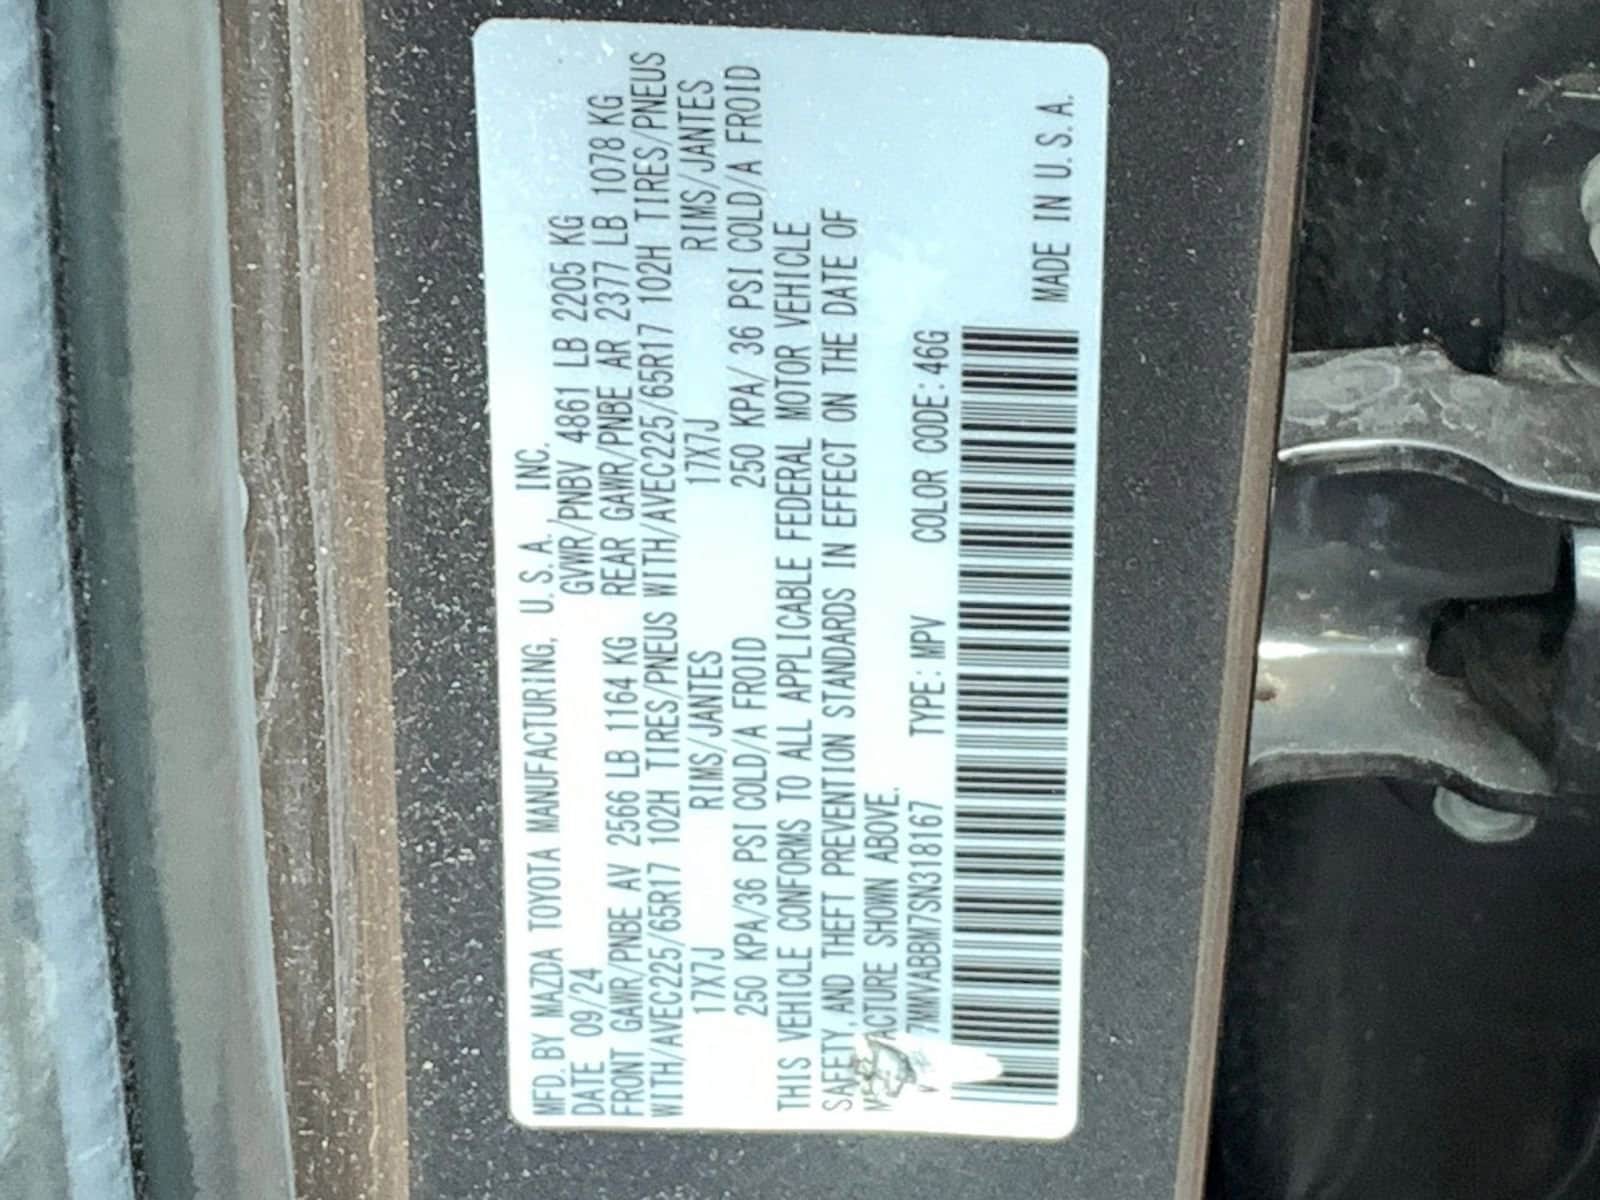 MFD. BY MAZDA TOYOTA MANUFACTURING, U.S.A. INC.
DATE 09/24 GVWR/PNBV 4861 LB 2205 KG
FRONT GAWR/PNBE AV 2566 LB 1164 KG REAR GAWR/PNBE AR 2377 LB 1078 KG
WITH/AVEC225/65R17 102H TIRES/PNEUS WITH/AVEC225/65R17 102H TIRES/PNEUS
17X7J RIMS/JANTES 17X7J RIMS/JANTES
250 KPA/36 PSI COLD/A FROID 250 KPA/ 36 PSI COLD/A FROID
THIS VEHICLE CONFORMS TO ALL APPLICABLE FEDERAL MOTOR VEHICLE
SAFETY, AND THEFT PREVENTION STANDARDS IN EFFECT ON THE DATE OF
SHOWN ABOVE.
7MMVABBM7SN318167 TYPE: MPV COLOR CODE: 46G
MADE IN U.S.A.